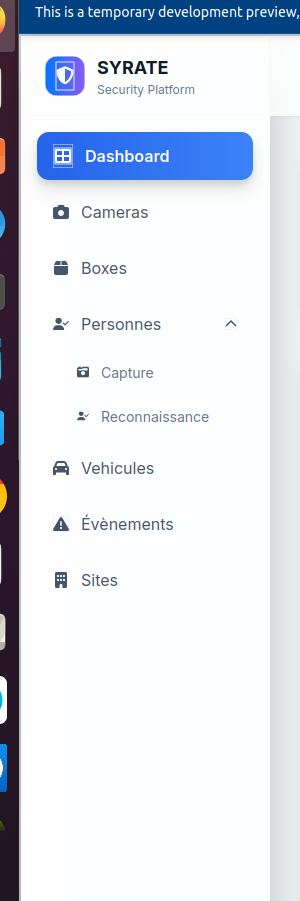 This is a temporary development preview,
SYRATE
Security Platform
Dashboard
Cameras
Boxes
Personnes
Capture
Reconnaissance
Vehicules
Évènements
Sites